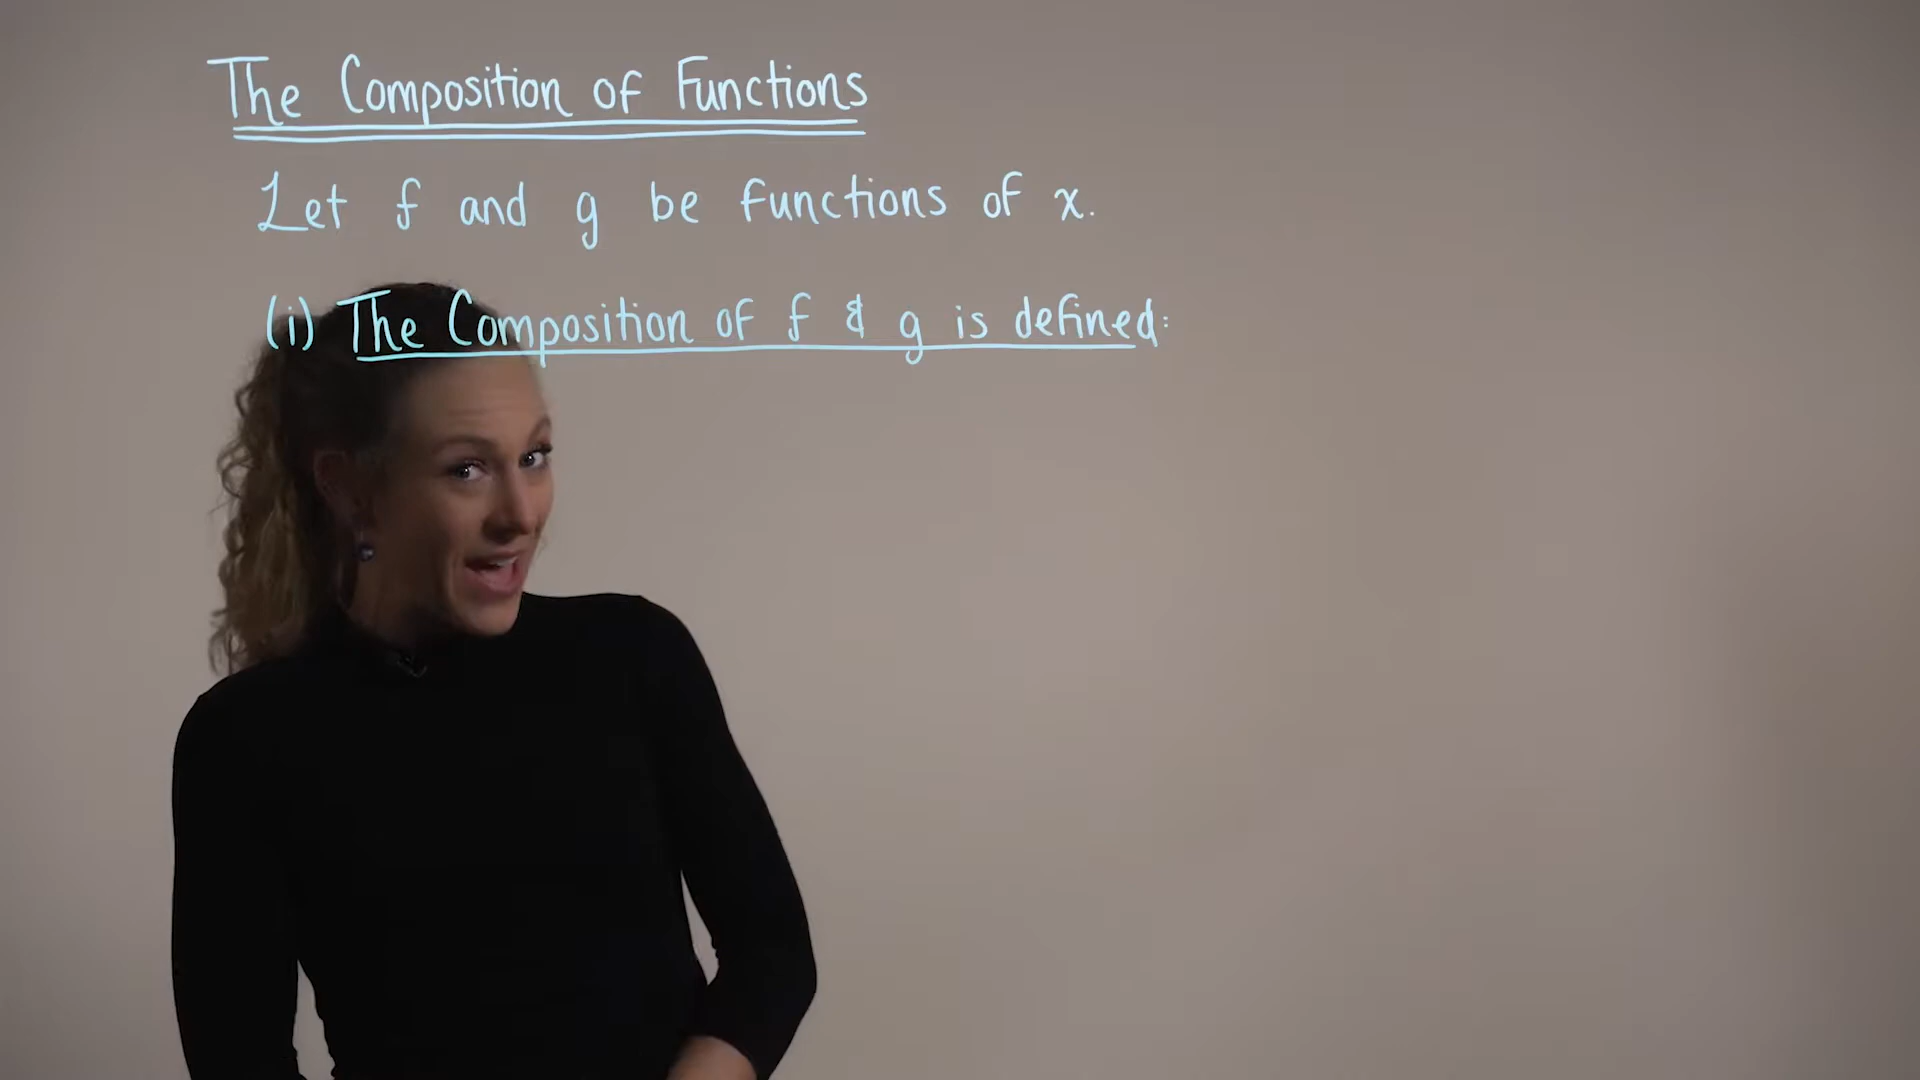 The Composition of Functions
Let f and g be functions of x.
(i) The Composition of f & g is defined: